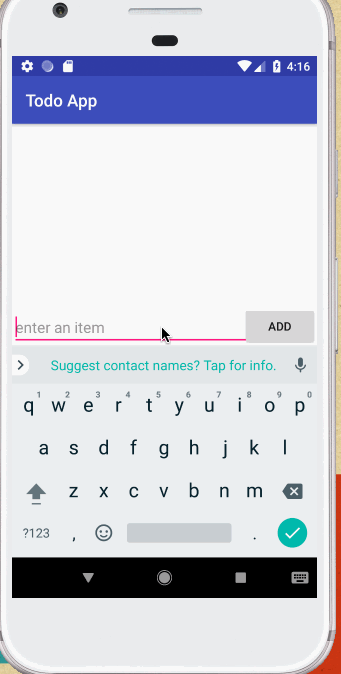 4:16
Todo App
enter an item
ADD
Suggest contact names? Tap for info.
1 2 3 4 5 6 7 8 9 0
q w e r t y u i o p
a s d f g h j k l
z x c v b n m
?123 , .